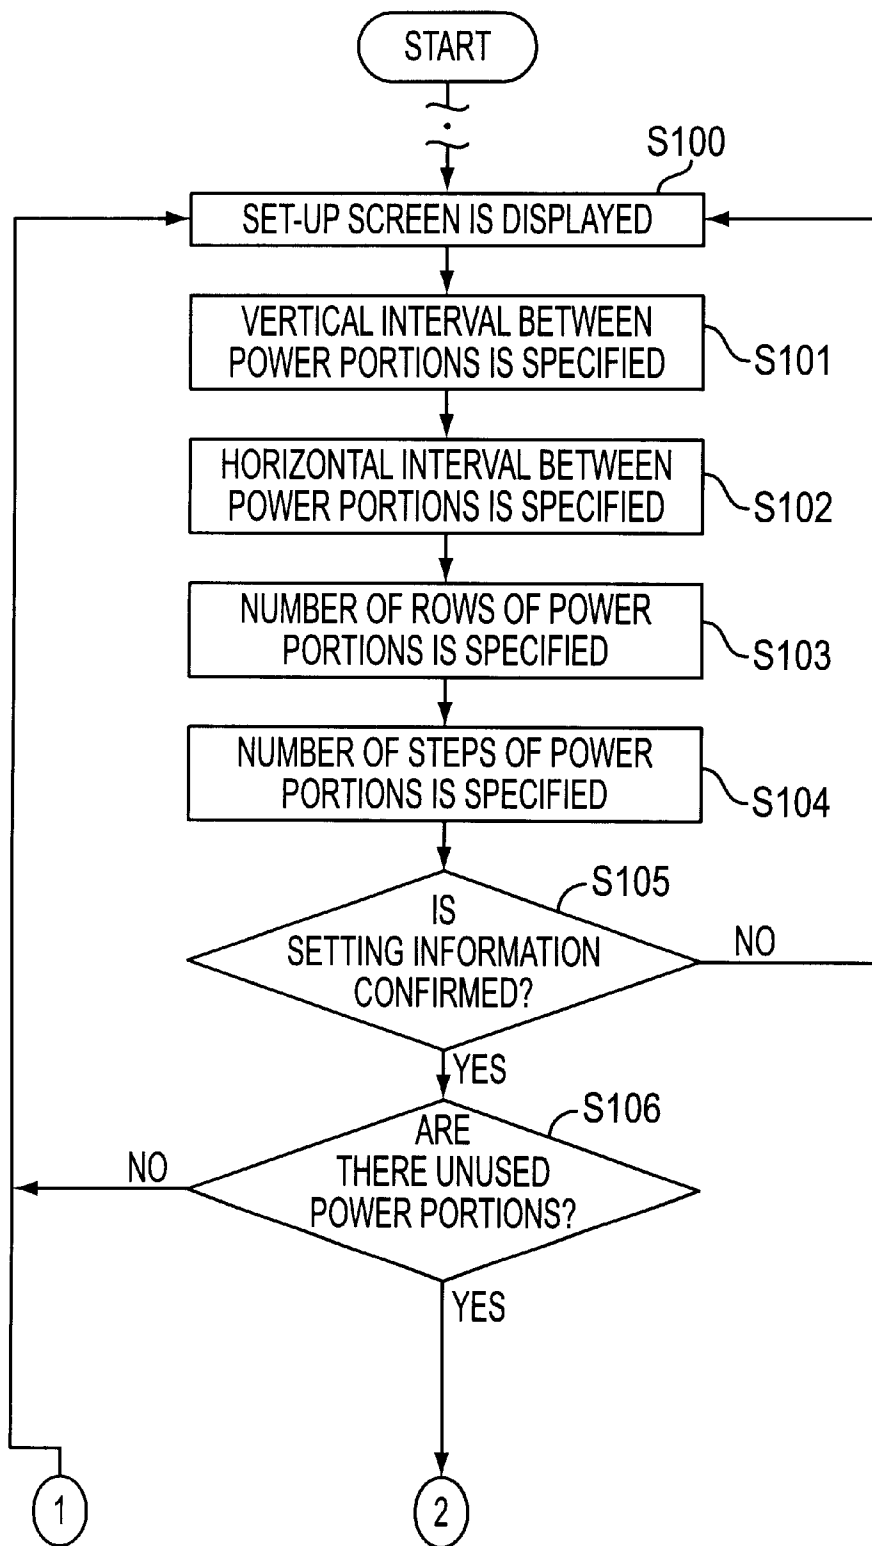 START
S100
SET-UP SCREEN IS DISPLAYED
VERTICAL INTERVAL BETWEEN
POWER PORTIONS IS SPECIFIED
S101
HORIZONTAL INTERVAL BETWEEN
POWER PORTIONS IS SPECIFIED
S102
NUMBER OF ROWS OF POWER
PORTIONS IS SPECIFIED
S103
NUMBER OF STEPS OF POWER
PORTIONS IS SPECIFIED
S104
S105
IS
SETTING INFORMATION
CONFIRMED?
NO
YES
S106
ARE
THERE UNUSED
POWER PORTIONS?
NO
YES
1
2